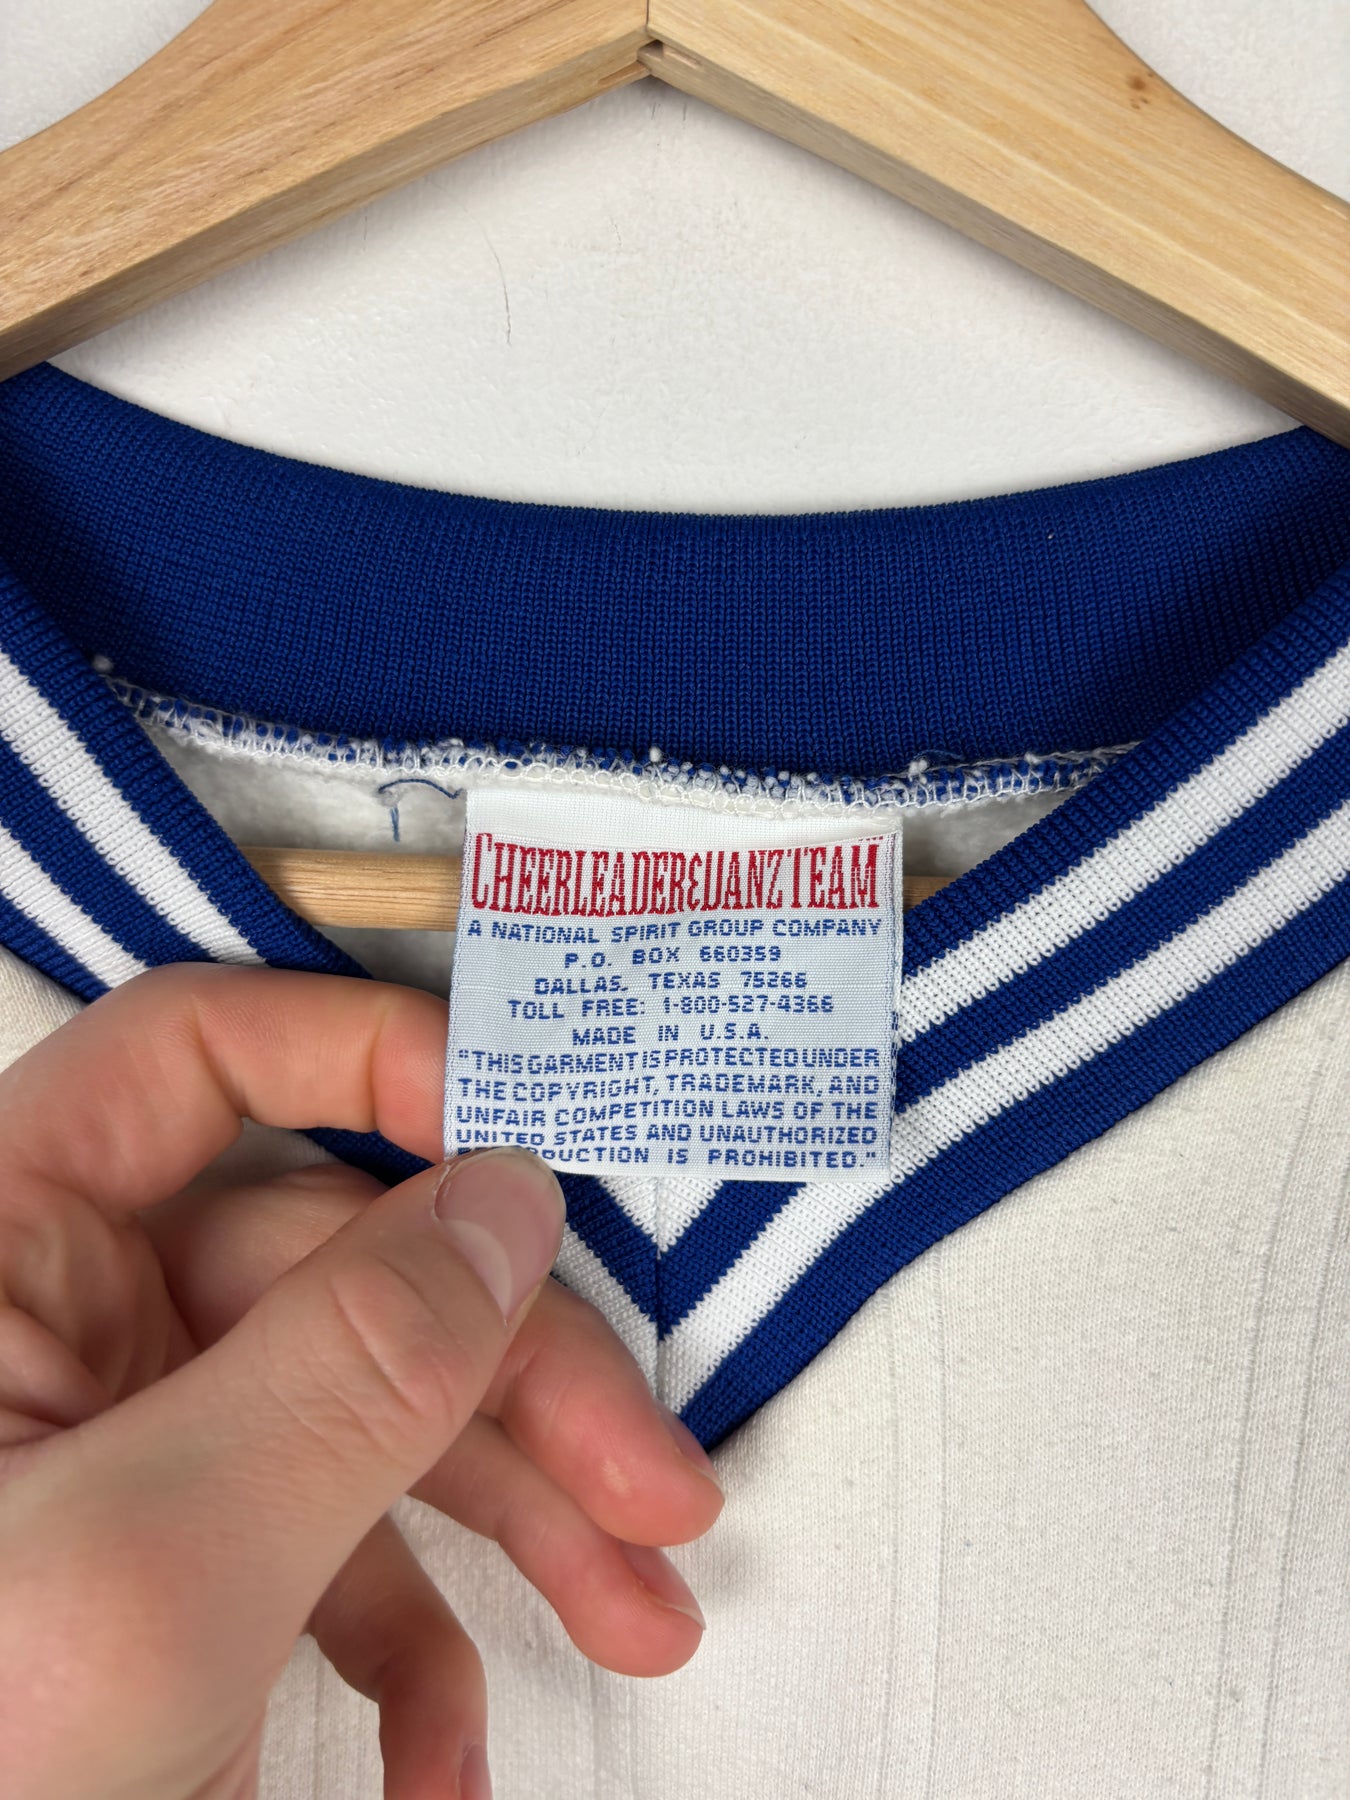 CHEERLEADER & DANZ TEAM
A NATIONAL SPIRIT GROUP COMPANY
P.O. BOX 660359
DALLAS, TEXAS 75266
TOLL FREE: 1-800-527-4366
MADE IN U.S.A.
"THIS GARMENT IS PROTECTED UNDER
THE COPYRIGHT, TRADEMARK, AND
UNFAIR COMPETITION LAWS OF THE
UNITED STATES AND UNAUTHORIZED
IS PROHIBITED."